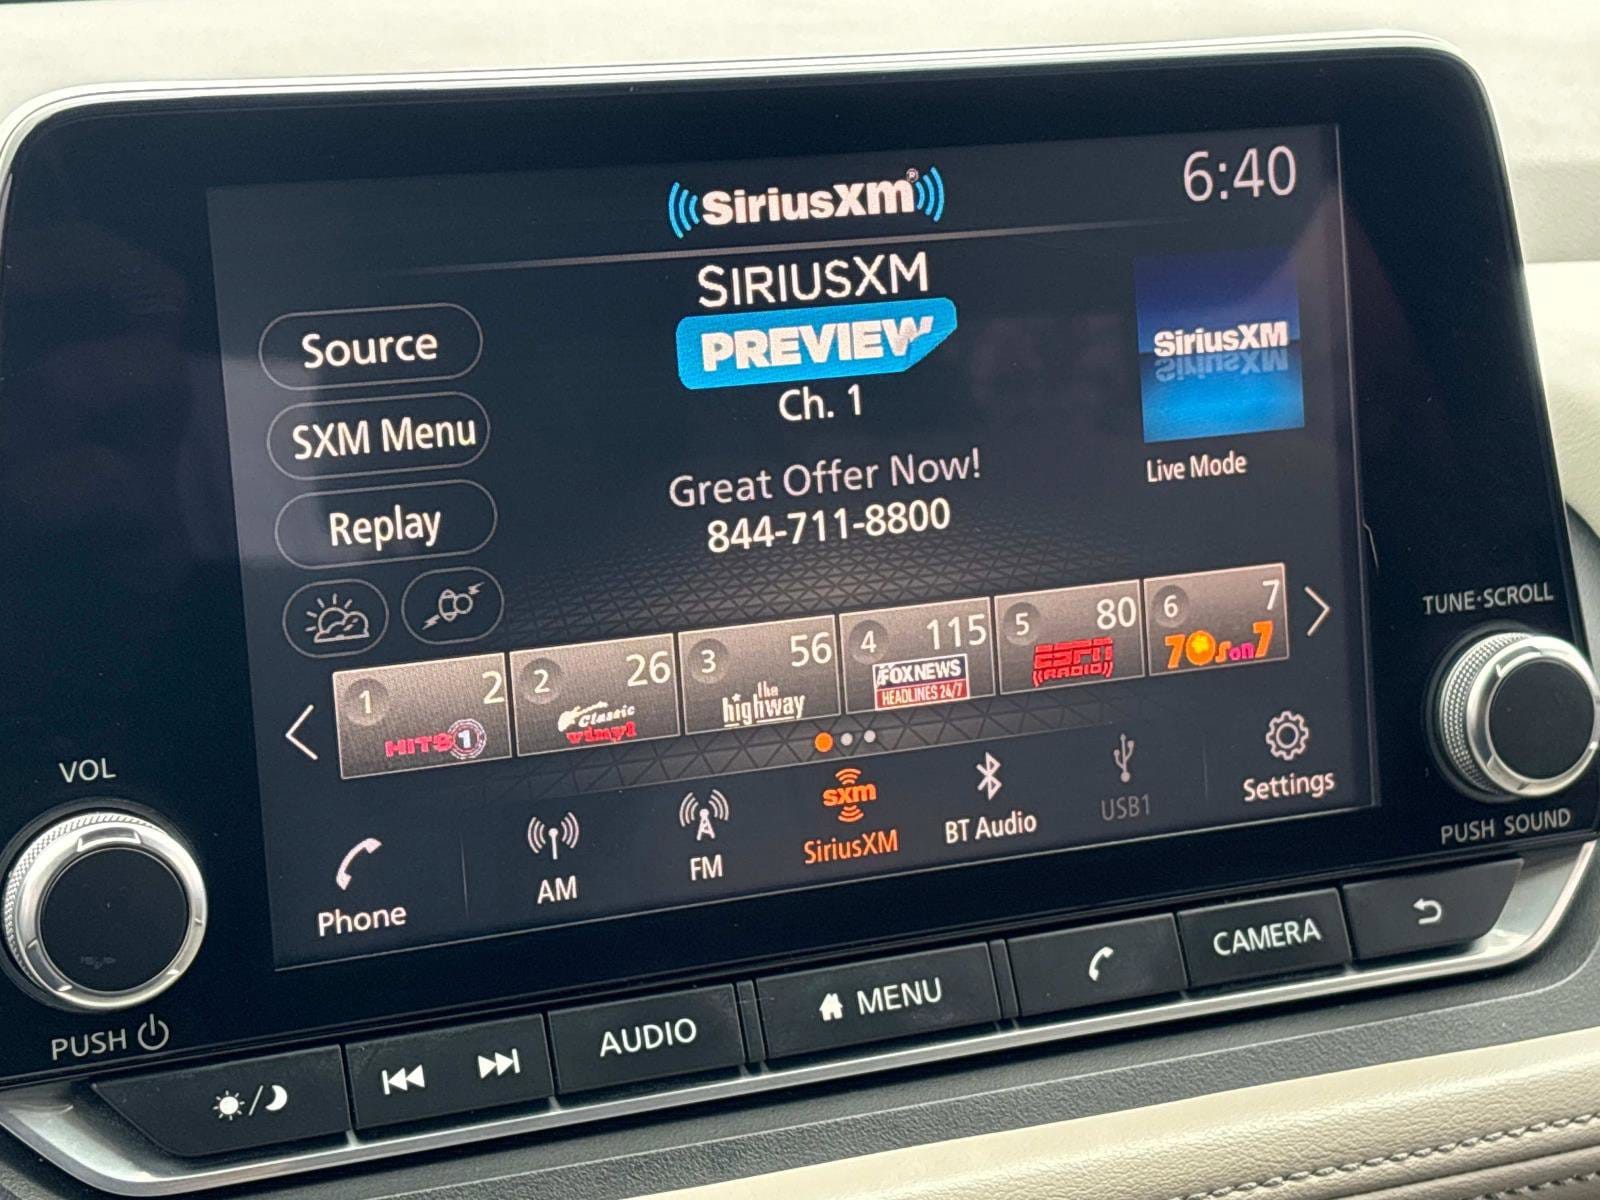 SiriusXM®
6:40
SIRIUSXM
PREVIEW
Ch. 1
Great Offer Now!
844-711-8800
Source
SXM Menu
Replay
SiriusXM
Live Mode
1 2
HITS 1
2 26
Classic
vinyl
3 56
the
highway
4 115
FOX NEWS
HEADLINES 24/7
5 80
ESPN
RADIO
6 7
70s on 7
Phone
AM
FM
sxm
SiriusXM
BT Audio
USB1
Settings
VOL
PUSH
TUNE·SCROLL
PUSH SOUND
AUDIO
MENU
CAMERA